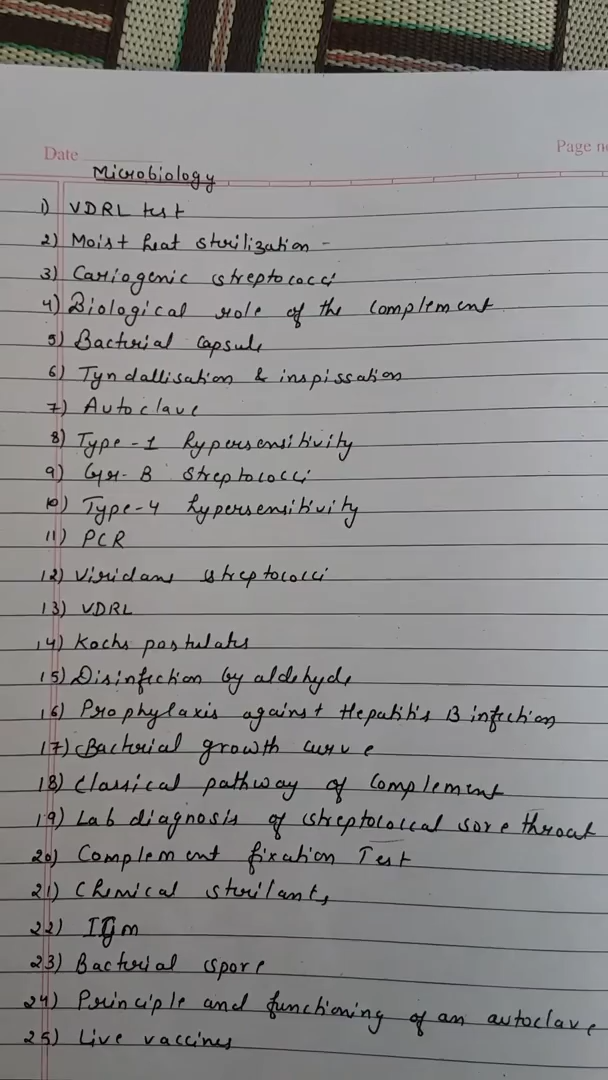 Date
Page n
Microbiology
1) VDRL test
2) Moist heat sterilization -
3) Cariogenic streptococci
4) Biological role of the complement
5) Bacterial capsule
6) Tyndallisation & inspissation
7) Autoclave
8) Type-1 hypersensitivity
9) Gr-B streptococci
10) Type-4 hypersensitivity
11) PCR
12) Viridans streptococci
13) VDRL
14) Kochs postulates
15) Disinfection by aldehyde
16) Prophylaxis against Hepatitis B infection
17) Bacterial growth curve
18) Classical pathway of complement
19) Lab diagnosis of streptococcal sore throat
20) Complement fixation Test
21) Chemical sterilants
22) IgM
23) Bacterial spore
24) Principle and functioning of an autoclave
25) Live vaccines